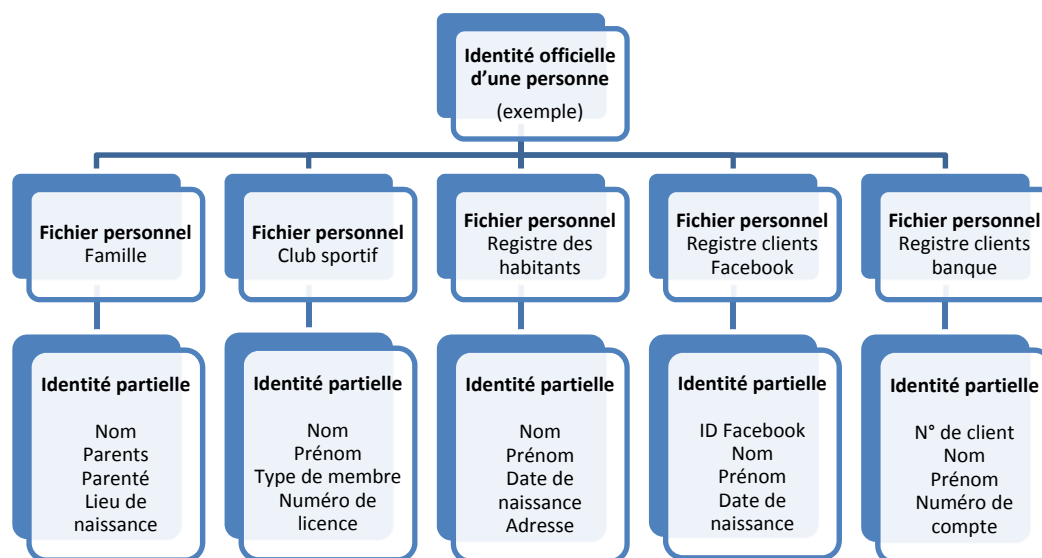 Identité officielle
d’une personne
(exemple)
Fichier personnel
Famille
Fichier personnel
Club sportif
Fichier personnel
Registre des
habitants
Fichier personnel
Registre clients
Facebook
Fichier personnel
Registre clients
banque
Identité partielle
Nom
Parents
Parenté
Lieu de
naissance
Identité partielle
Nom
Prénom
Type de membre
Numéro de
licence
Identité partielle
Nom
Prénom
Date de
naissance
Adresse
Identité partielle
ID Facebook
Nom
Prénom
Date de
naissance
Identité partielle
N° de client
Nom
Prénom
Numéro de
compte